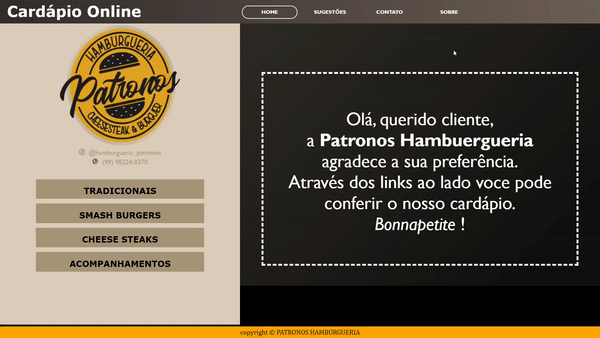 Cardápio Online
HOME
SUGESTÕES
CONTATO
SOBRE
HAMBURGUERIA
Patronos
CHEESESTEAK & BURGUER
@hamburgueria_patronos
(99) 98224-0370
TRADICIONAIS
SMASH BURGERS
CHEESE STEAKS
ACOMPANHAMENTOS
Olá, querido cliente,
a Patronos Hambuergueria
agradece a sua preferência.
Através dos links ao lado voce pode
conferir o nosso cardápio.
Bonnapetite !
copyright © PATRONOS HAMBURGUERIA